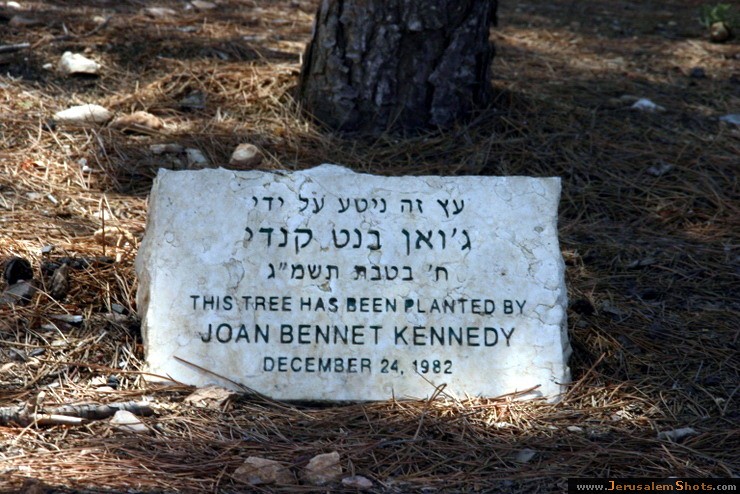 עץ זה ניטע על ידי
ג׳ואן בנט קנדי
ח׳ בטבת תשמ״ג
THIS TREE HAS BEEN PLANTED BY
JOAN BENNET KENNEDY
DECEMBER 24, 1982
www.JerusalemShots.com